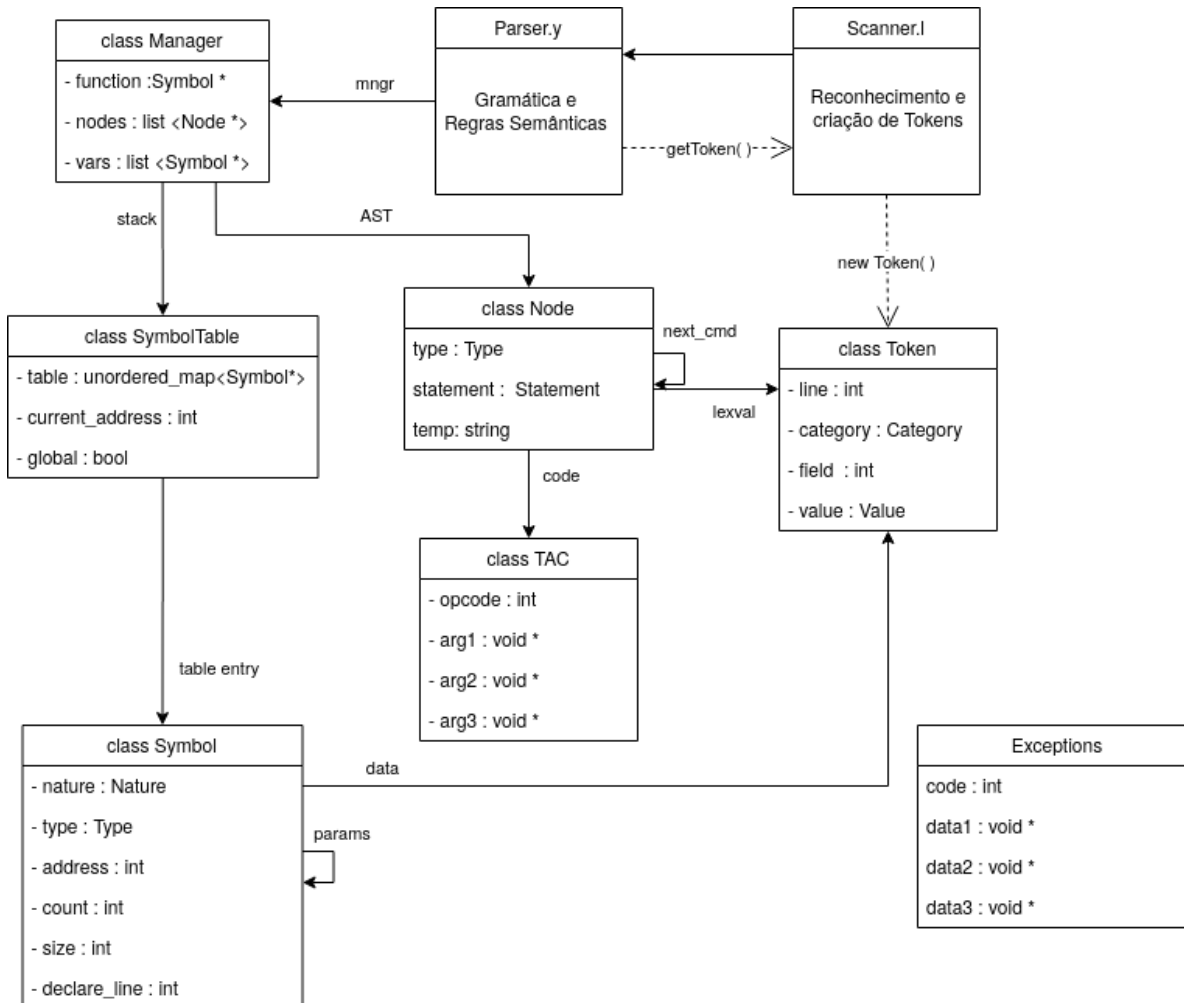 class Manager
- function :Symbol *
- nodes : list <Node *>
- vars : list <Symbol *>
mngr
Parser.y
Gramática e
Regras Semânticas
Scanner.l
Reconhecimento e
criação de Tokens
getToken( )
stack
AST
new Token( )
class SymbolTable
- table : unordered_map<Symbol*>
- current_address : int
- global : bool
class Node
type : Type
statement :  Statement
temp: string
next_cmd
lexval
class Token
- line : int
- category : Category
- field  : int
- value : Value
code
class TAC
- opcode : int
- arg1 : void *
- arg2 : void *
- arg3 : void *
table entry
class Symbol
- nature : Nature
- type : Type
- address : int
- count : int
- size : int
- declare_line : int
data
params
Exceptions
code : int
data1 : void *
data2 : void *
data3 : void *